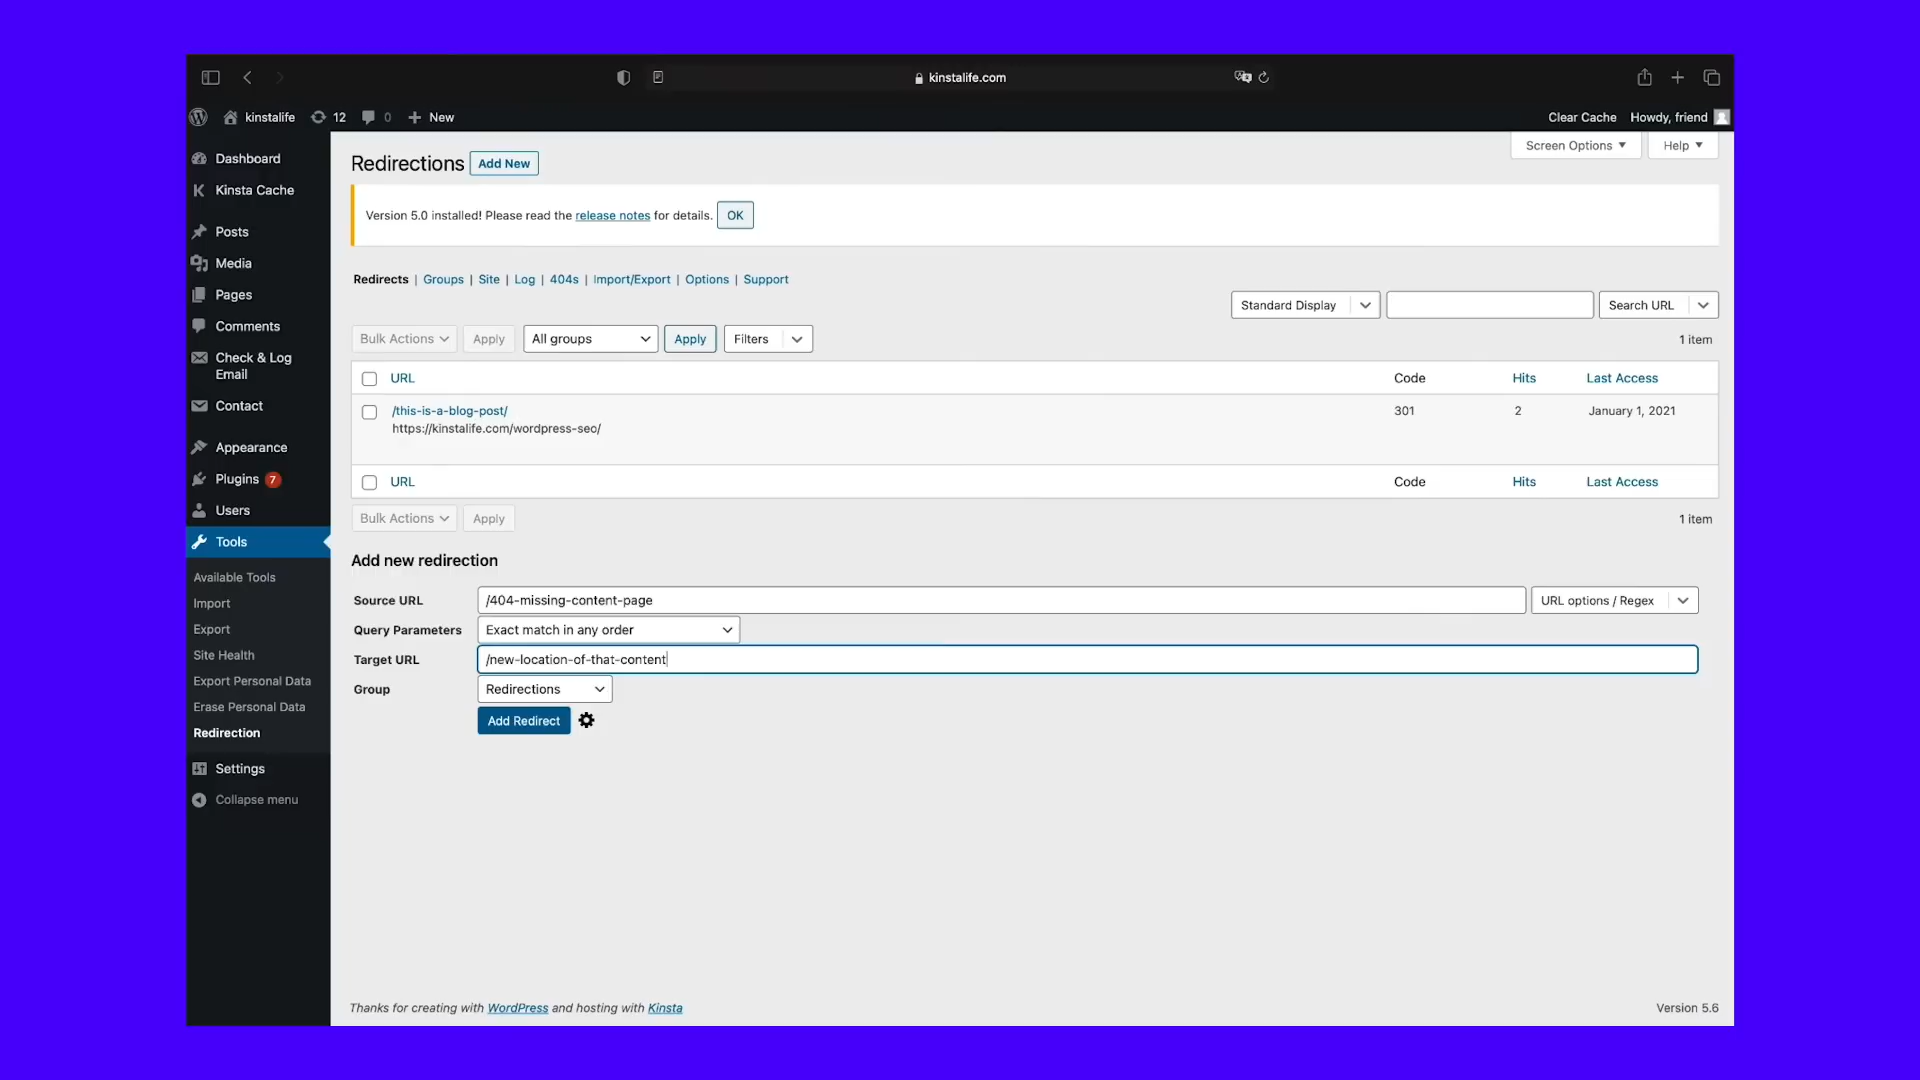 kinstalife.com
kinstalife 12 0 New Clear Cache Howdy, friend
Dashboard
Kinsta Cache
Posts
Media
Pages
Comments
Check & Log
Email
Contact
Appearance
Plugins 7
Users
Tools
Available Tools
Import
Export
Site Health
Export Personal Data
Erase Personal Data
Redirection
Settings
Collapse menu
Screen Options ▼ Help ▼
Redirections Add New
Version 5.0 installed! Please read the release notes for details. OK
Redirects | Groups | Site | Log | 404s | Import/Export | Options | Support
Standard Display Search URL
Bulk Actions Apply All groups Apply Filters 1 item
URL Code Hits Last Access
/this-is-a-blog-post/ 301 2 January 1, 2021
https://kinstalife.com/wordpress-seo/
URL Code Hits Last Access
Bulk Actions Apply 1 item
Add new redirection
Source URL /404-missing-content-page URL options / Regex
Query Parameters Exact match in any order
Target URL /new-location-of-that-content
Group Redirections
Add Redirect
Thanks for creating with WordPress and hosting with Kinsta Version 5.6